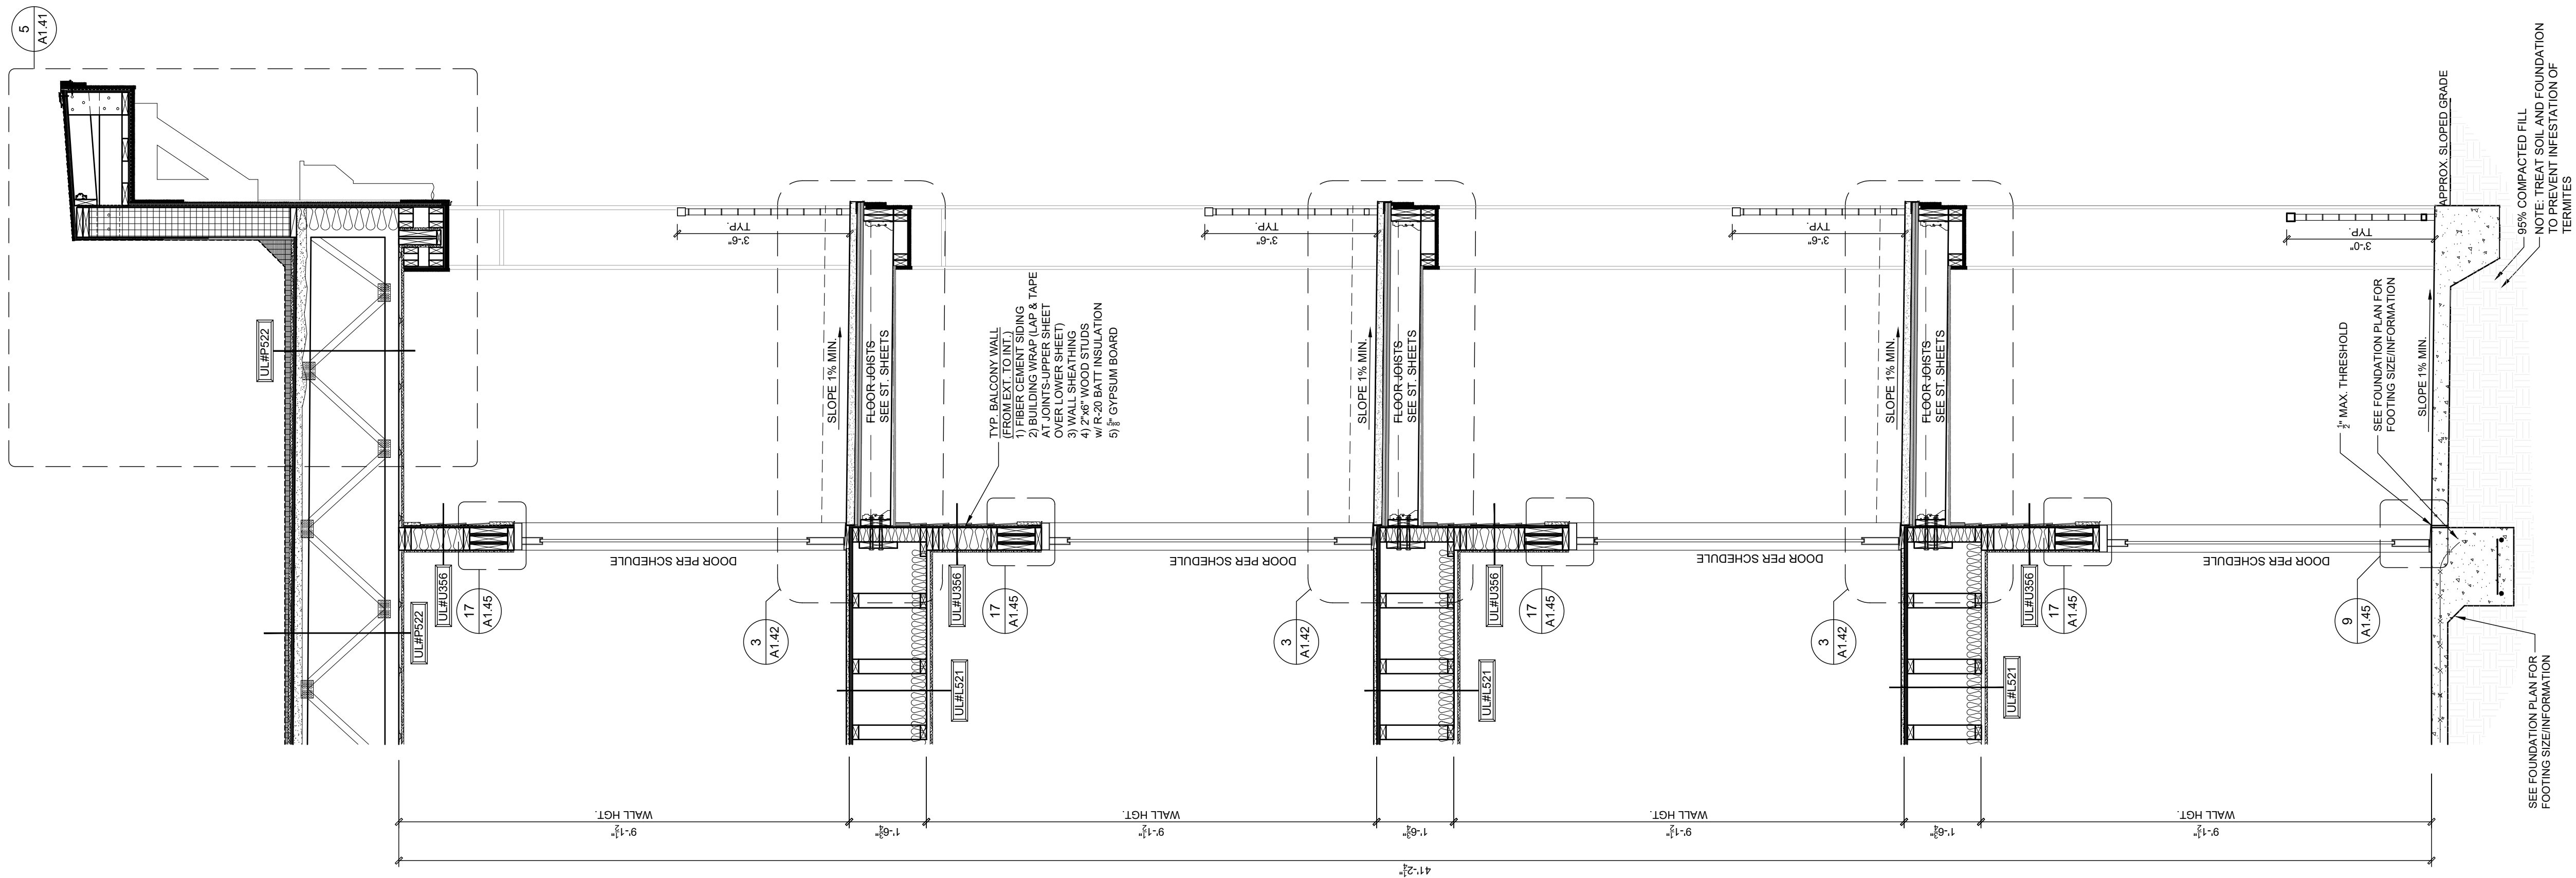 5
A1.41
UL#P522
UL#P522
UL#U356
17
A1.45
DOOR PER SCHEDULE
3'-6"
TYP.
SLOPE 1% MIN.
FLOOR JOISTS
SEE ST. SHEETS
3
A1.42
TYP. BALCONY WALL
(FROM EXT. TO INT.)
1) FIBER CEMENT SIDING
2) BUILDING WRAP (LAP & TAPE
AT JOINTS-UPPER SHEET
OVER LOWER SHEET)
3) WALL SHEATHING
4) 2"x6" WOOD STUDS
w/ R-20 BATT INSULATION
5) 5/8" GYPSUM BOARD
UL#U356
17
A1.45
UL#L521
DOOR PER SCHEDULE
3'-6"
TYP.
SLOPE 1% MIN.
FLOOR JOISTS
SEE ST. SHEETS
3
A1.42
UL#U356
17
A1.45
UL#L521
DOOR PER SCHEDULE
3'-6"
TYP.
SLOPE 1% MIN.
FLOOR JOISTS
SEE ST. SHEETS
3
A1.42
UL#U356
17
A1.45
UL#L521
DOOR PER SCHEDULE
3'-0"
TYP.
1/2" MAX. THRESHOLD
SEE FOUNDATION PLAN FOR
FOOTING SIZE/INFORMATION
SLOPE 1% MIN.
9
A1.45
APPROX. SLOPED GRADE
95% COMPACTED FILL
NOTE: TREAT SOIL AND FOUNDATION
TO PREVENT INFESTATION OF
TERMITES
SEE FOUNDATION PLAN FOR
FOOTING SIZE/INFORMATION
9'-1 1/2"
WALL HGT.
1'-6 3/4"
9'-1 1/2"
WALL HGT.
1'-6 3/4"
9'-1 1/2"
WALL HGT.
1'-6 3/4"
9'-1 1/2"
WALL HGT.
41'-2 1/4"